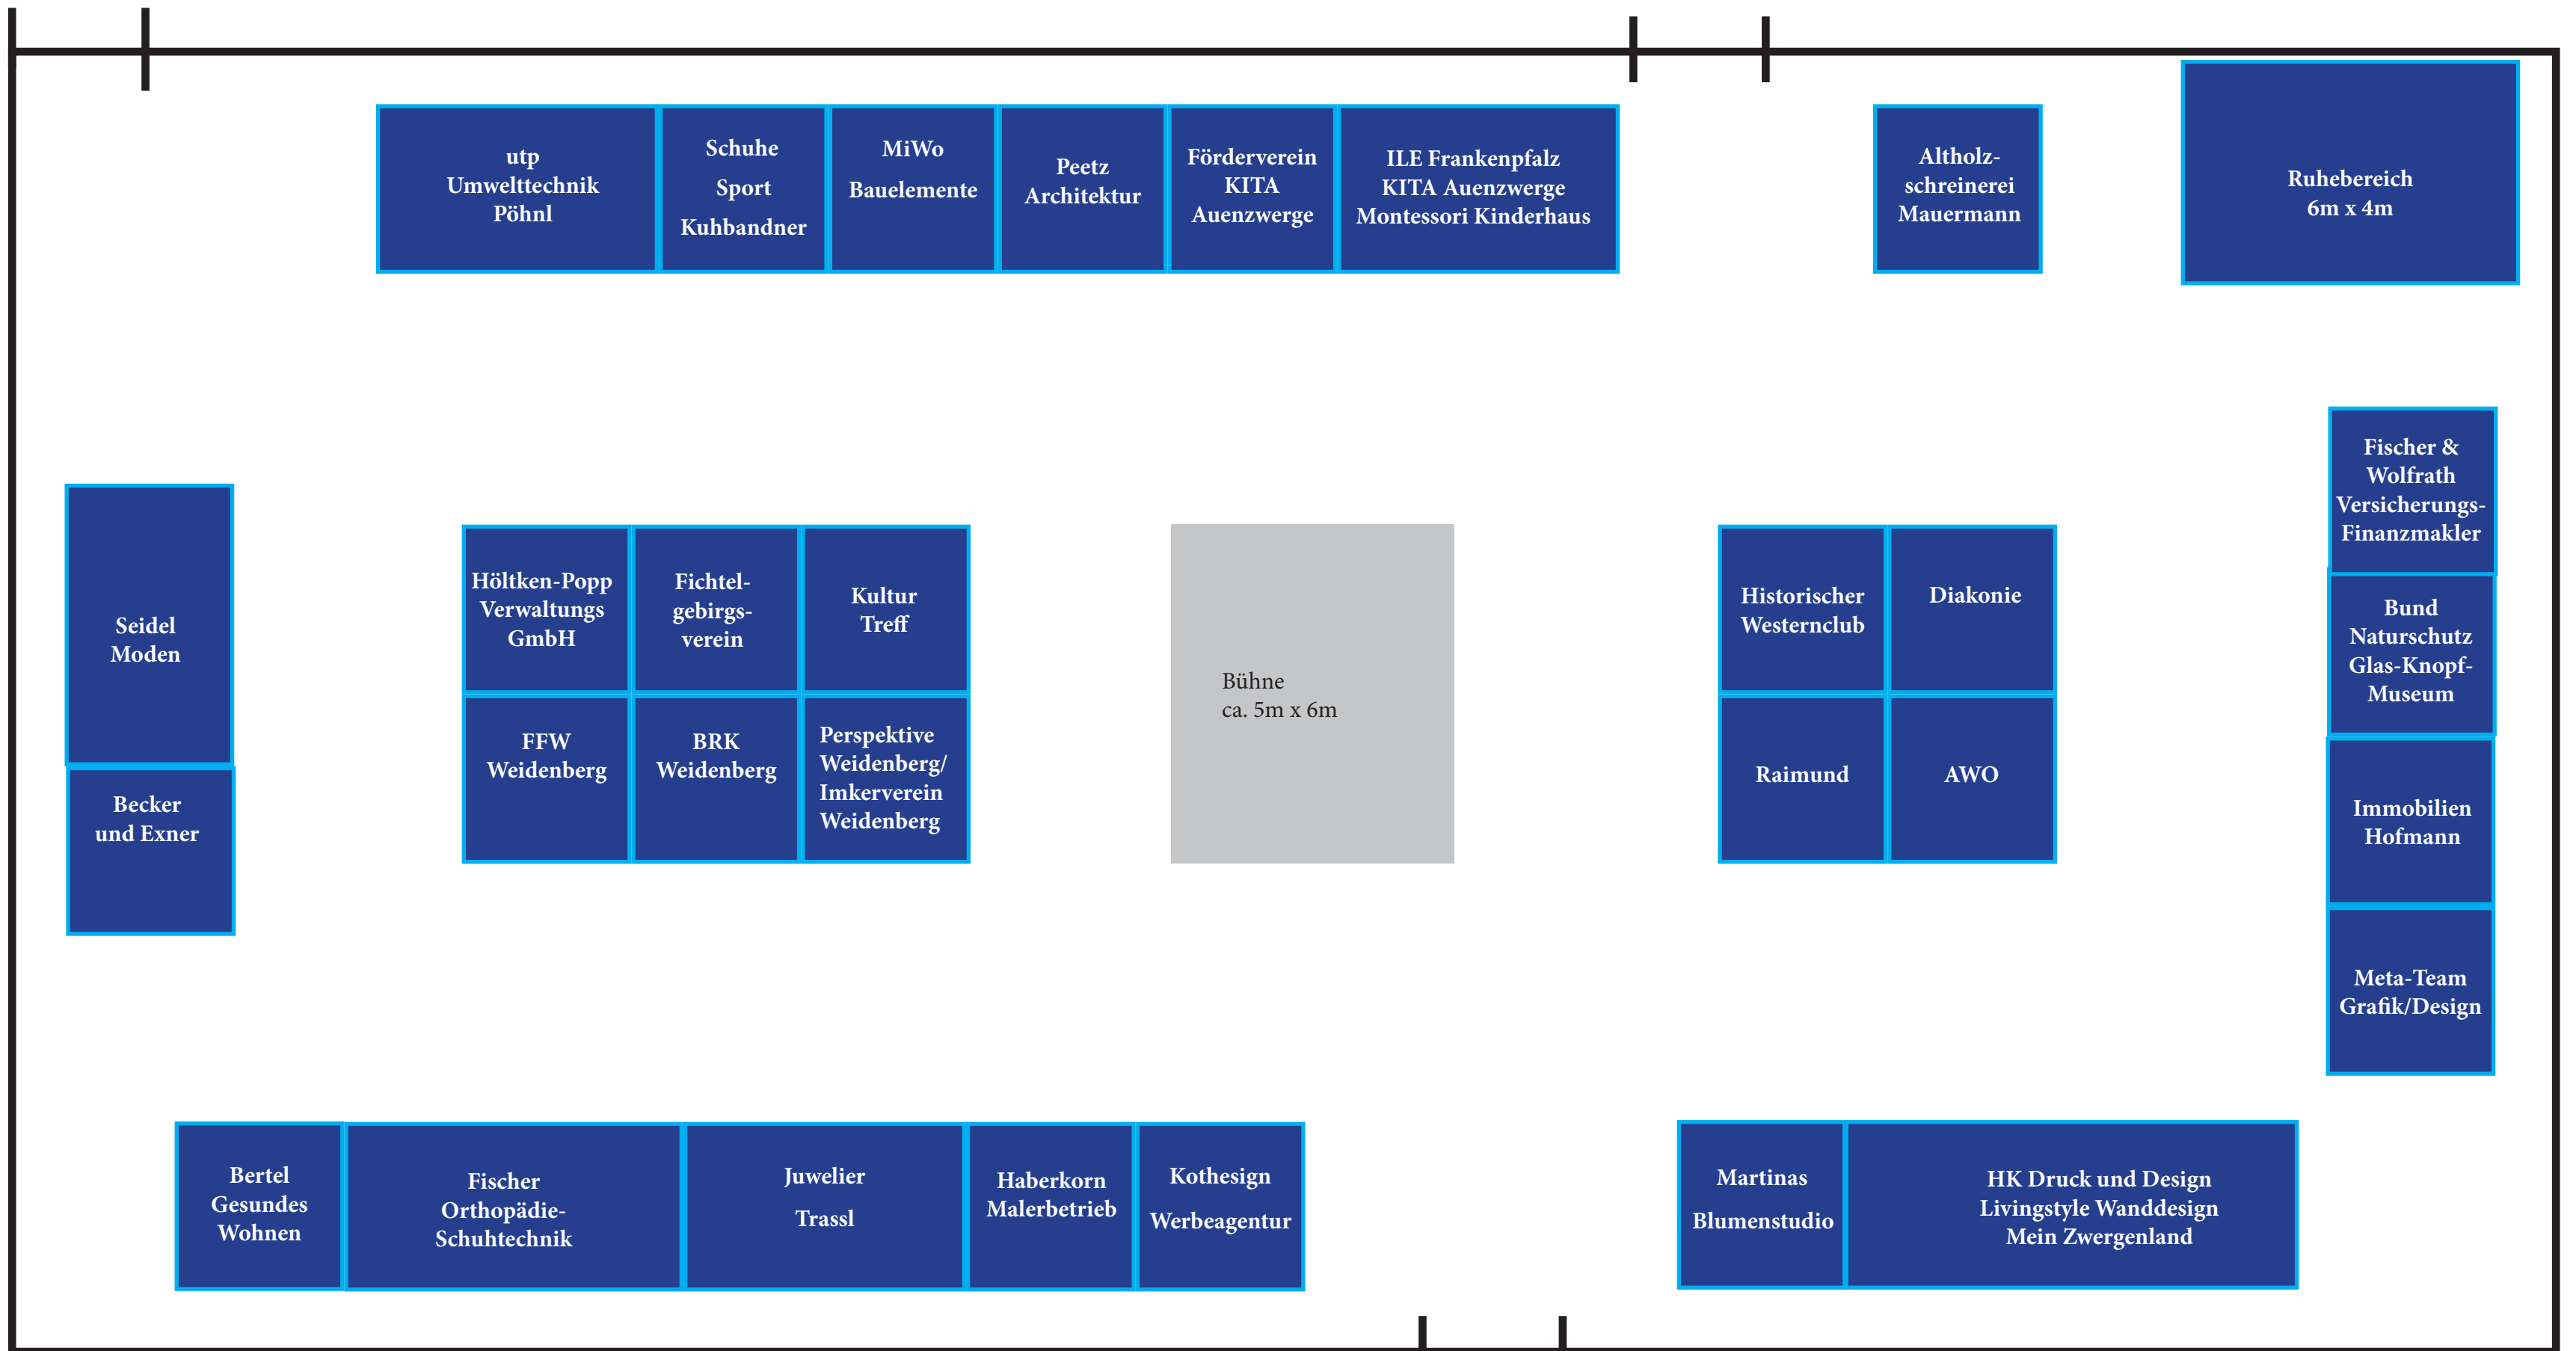 utp
Umwelttechnik
Pöhnl
Schuhe
Sport
Kuhbandner
MiWo
Bauelemente
Peetz
Architektur
Förderverein
KITA
Auenzwerge
ILE Frankenpfalz
KITA Auenzwerge
Montessori Kinderhaus
Altholz-
schreinerei
Mauermann
Ruhebereich
6m x 4m
Seidel
Moden
Becker
und Exner
Höltken-Popp
Verwaltungs
GmbH
Fichtel-
gebirgs-
verein
Kultur
Treff
FFW
Weidenberg
BRK
Weidenberg
Perspektive
Weidenberg/
Imkerverein
Weidenberg
Bühne
ca. 5m x 6m
Historischer
Westernclub
Diakonie
Raimund
AWO
Fischer &
Wolfrath
Versicherungs-
Finanzmakler
Bund
Naturschutz
Glas-Knopf-
Museum
Immobilien
Hofmann
Meta-Team
Grafik/Design
Bertel
Gesundes
Wohnen
Fischer
Orthopädie-
Schuhtechnik
Juwelier
Trassl
Haberkorn
Malerbetrieb
Kothesign
Werbeagentur
Martinas
Blumenstudio
HK Druck und Design
Livingstyle Wanddesign
Mein Zwergenland